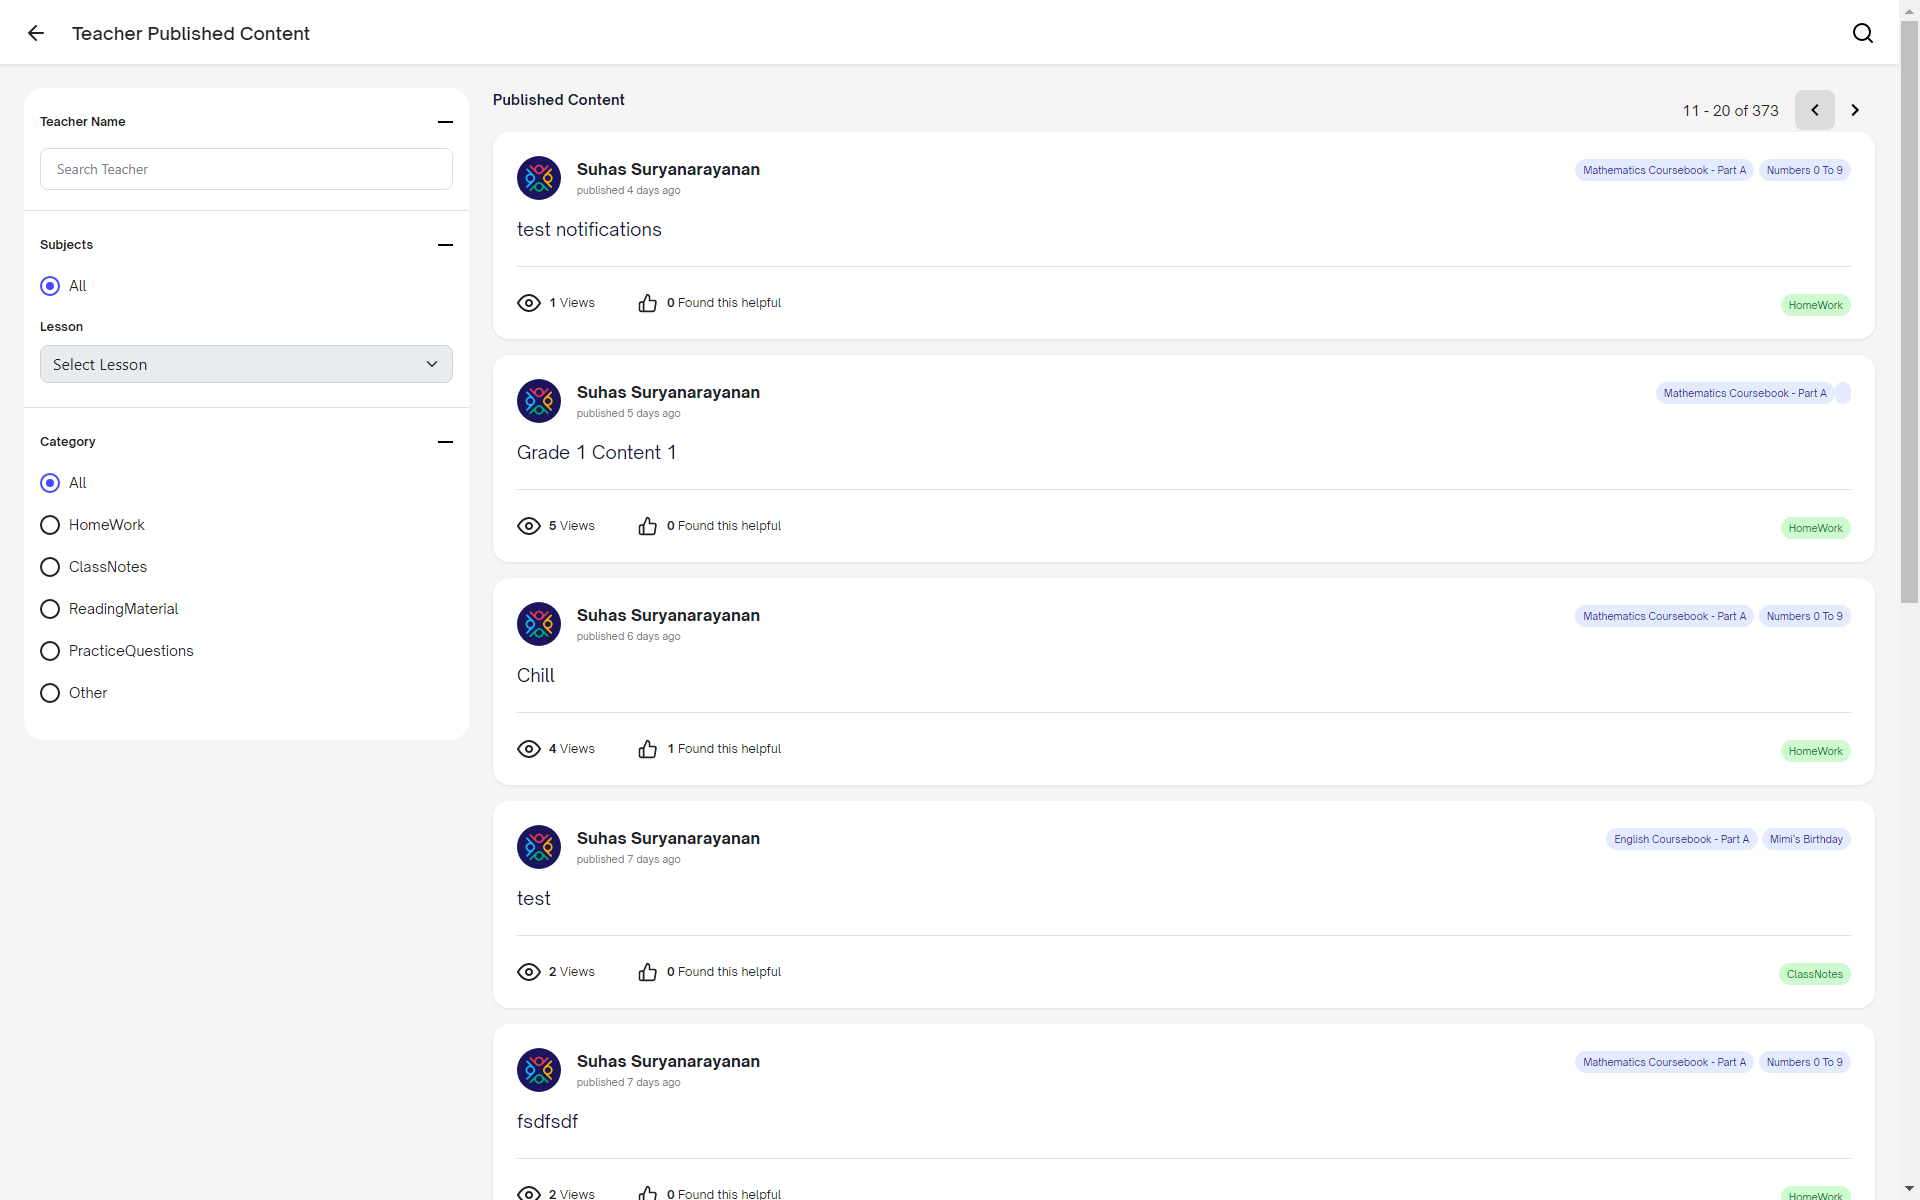 Teacher Published Content
Teacher Name
Search Teacher
Subjects
All
Lesson
Select Lesson
Category
All
HomeWork
ClassNotes
ReadingMaterial
PracticeQuestions
Other
Published Content
11 - 20 of 373
Suhas Suryanarayanan
published 4 days ago
Mathematics Coursebook - Part A
Numbers 0 To 9
test notifications
1 Views
0 Found this helpful
HomeWork
Suhas Suryanarayanan
published 5 days ago
Mathematics Coursebook - Part A
Grade 1 Content 1
5 Views
0 Found this helpful
HomeWork
Suhas Suryanarayanan
published 6 days ago
Mathematics Coursebook - Part A
Numbers 0 To 9
Chill
4 Views
1 Found this helpful
HomeWork
Suhas Suryanarayanan
published 7 days ago
English Coursebook - Part A
Mimi's Birthday
test
2 Views
0 Found this helpful
ClassNotes
Suhas Suryanarayanan
published 7 days ago
Mathematics Coursebook - Part A
Numbers 0 To 9
fsdfsdf
2 Views
0 Found this helpful
HomeWork